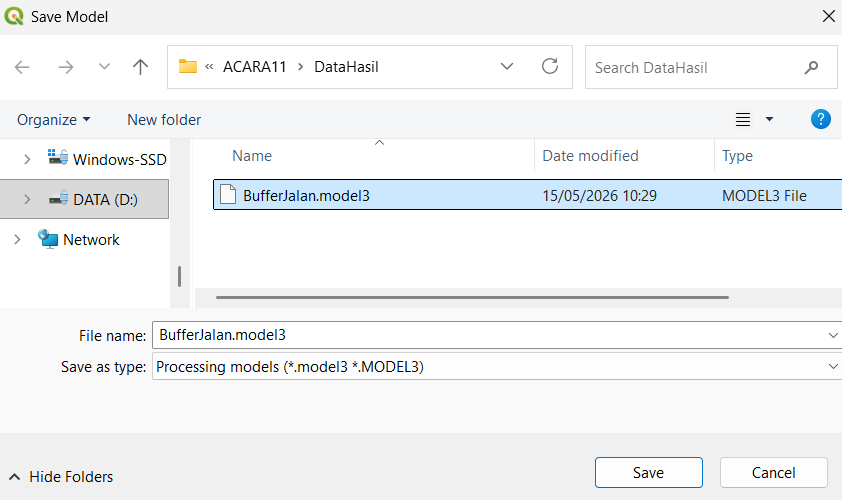 Save Model
« ACARA11 > DataHasil
Search DataHasil
Organize New folder
?
Name Date modified Type
Windows-SSD
DATA (D:)
Network
BufferJalan.model3 15/05/2026 10:29 MODEL3 File
File name: BufferJalan.model3
Save as type: Processing models (*.model3 *.MODEL3)
Hide Folders
Save Cancel